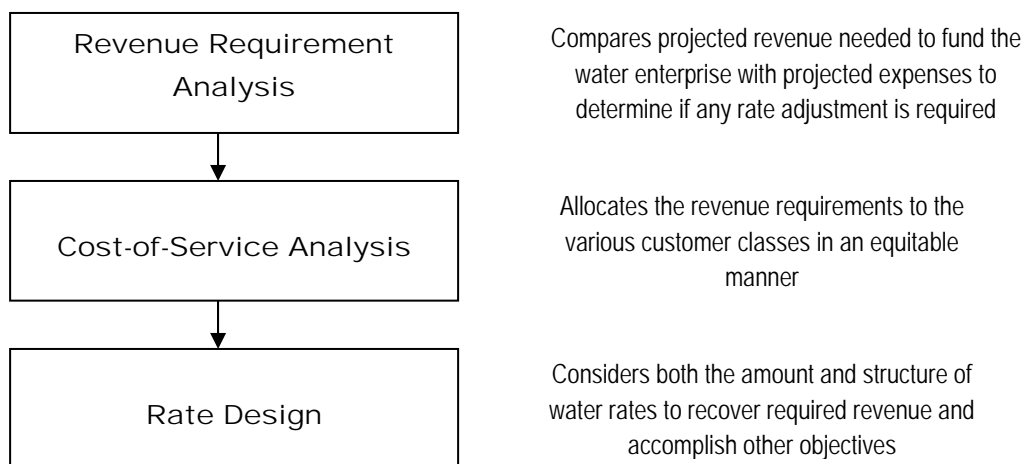 Revenue Requirement
Analysis
Compares projected revenue needed to fund the
water enterprise with projected expenses to
determine if any rate adjustment is required
Cost-of-Service Analysis
Allocates the revenue requirements to the
various customer classes in an equitable
manner
Rate Design
Considers both the amount and structure of
water rates to recover required revenue and
accomplish other objectives